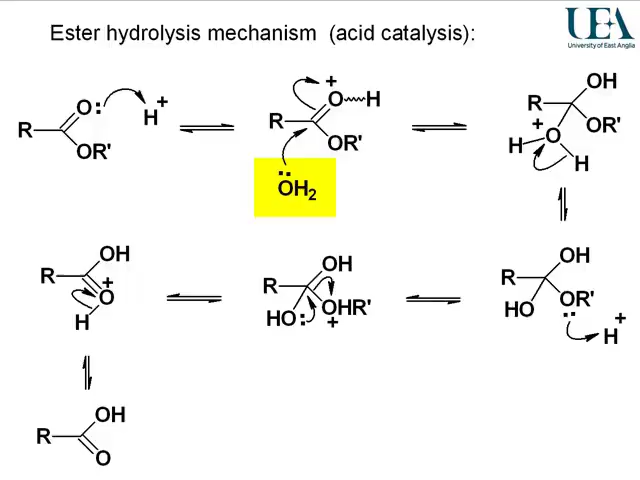 Ester hydrolysis mechanism (acid catalysis):
UEA
University of East Anglia
R O: H+ OR'
R O+ H OR' ÖH2
R OH OR' O+ H H
R OH OH +
O H
R OH HO: OHR' +
R OH HO OR' H+
R OH O